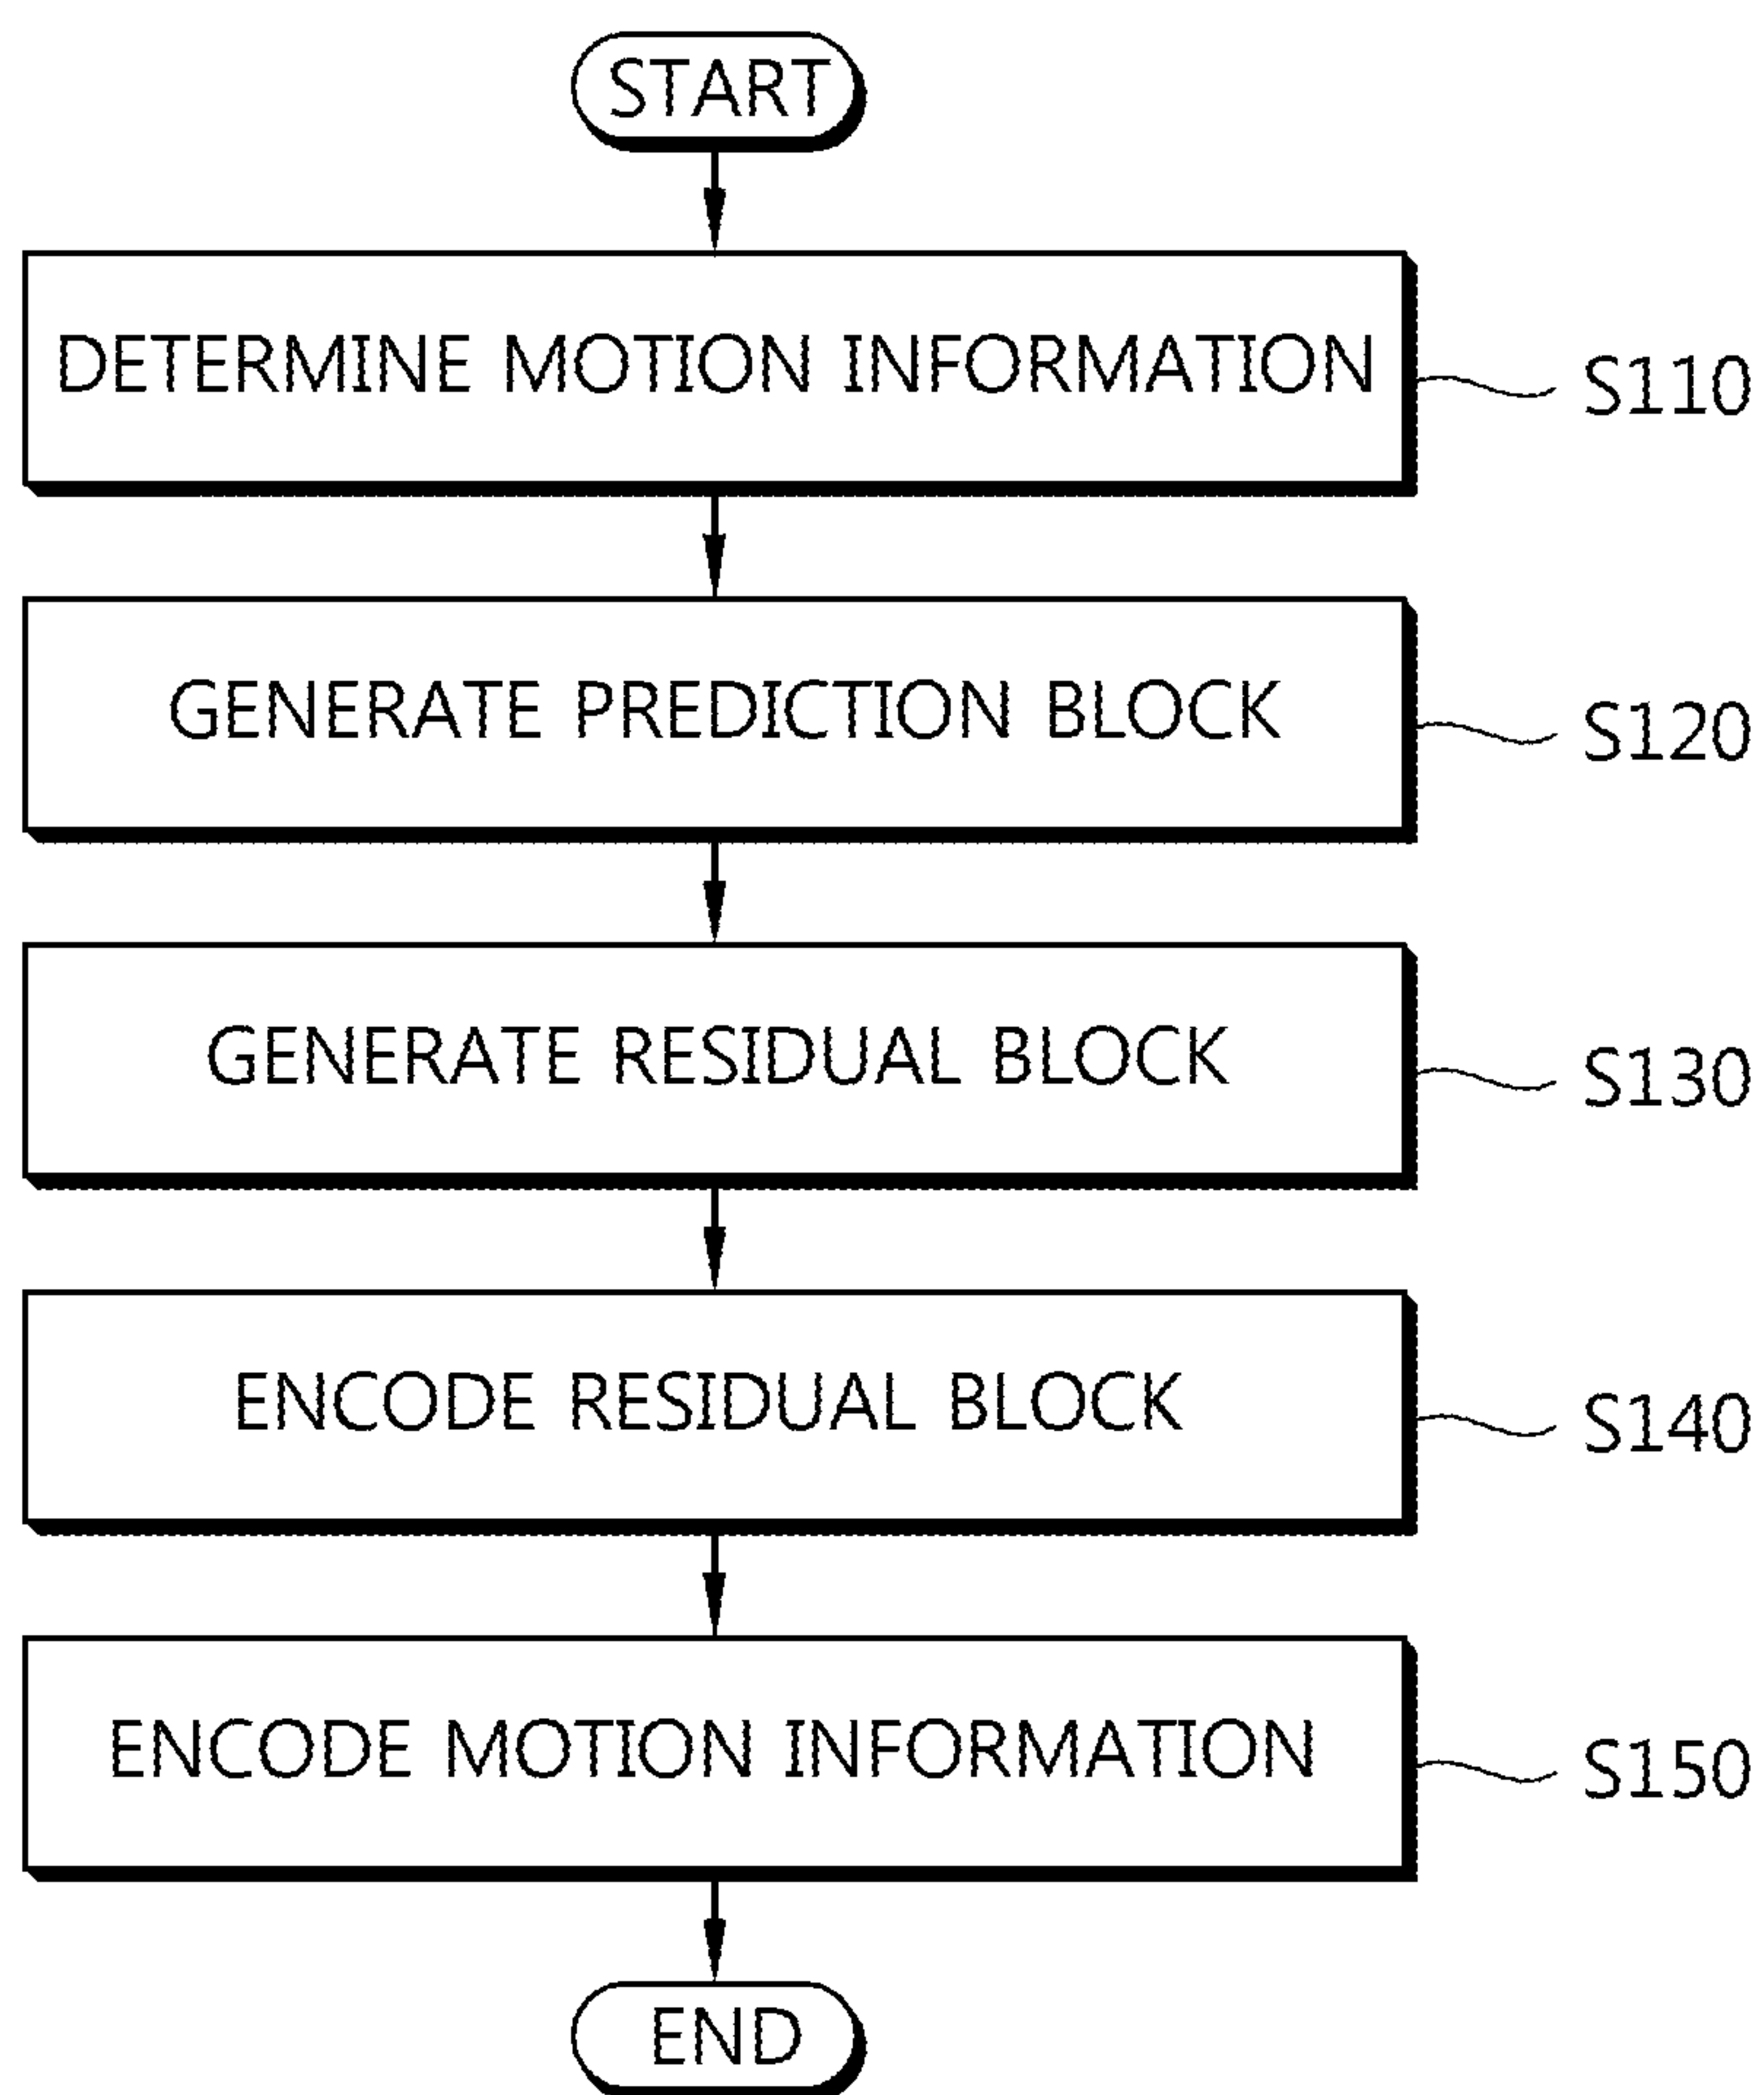 START
DETERMINE MOTION INFORMATION
S110
GENERATE PREDICTION BLOCK
S120
GENERATE RESIDUAL BLOCK
S130
ENCODE RESIDUAL BLOCK
S140
ENCODE MOTION INFORMATION
S150
END